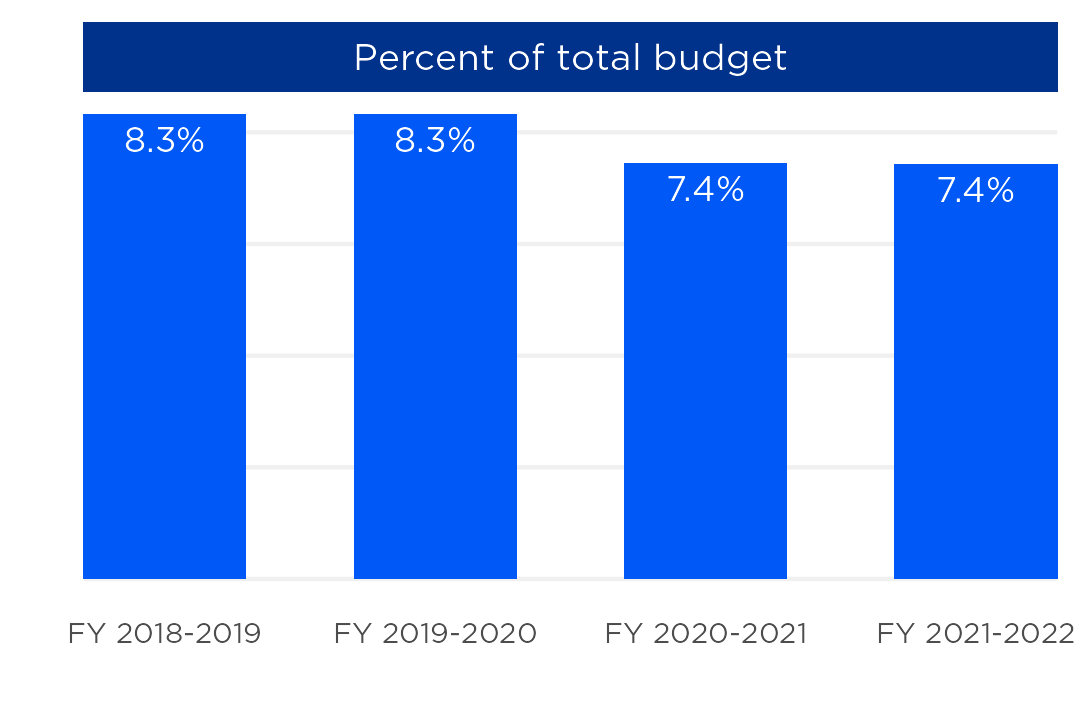 Percent of total budget
8.3%
8.3%
7.4%
7.4%
FY 2018-2019
FY 2019-2020
FY 2020-2021
FY 2021-2022